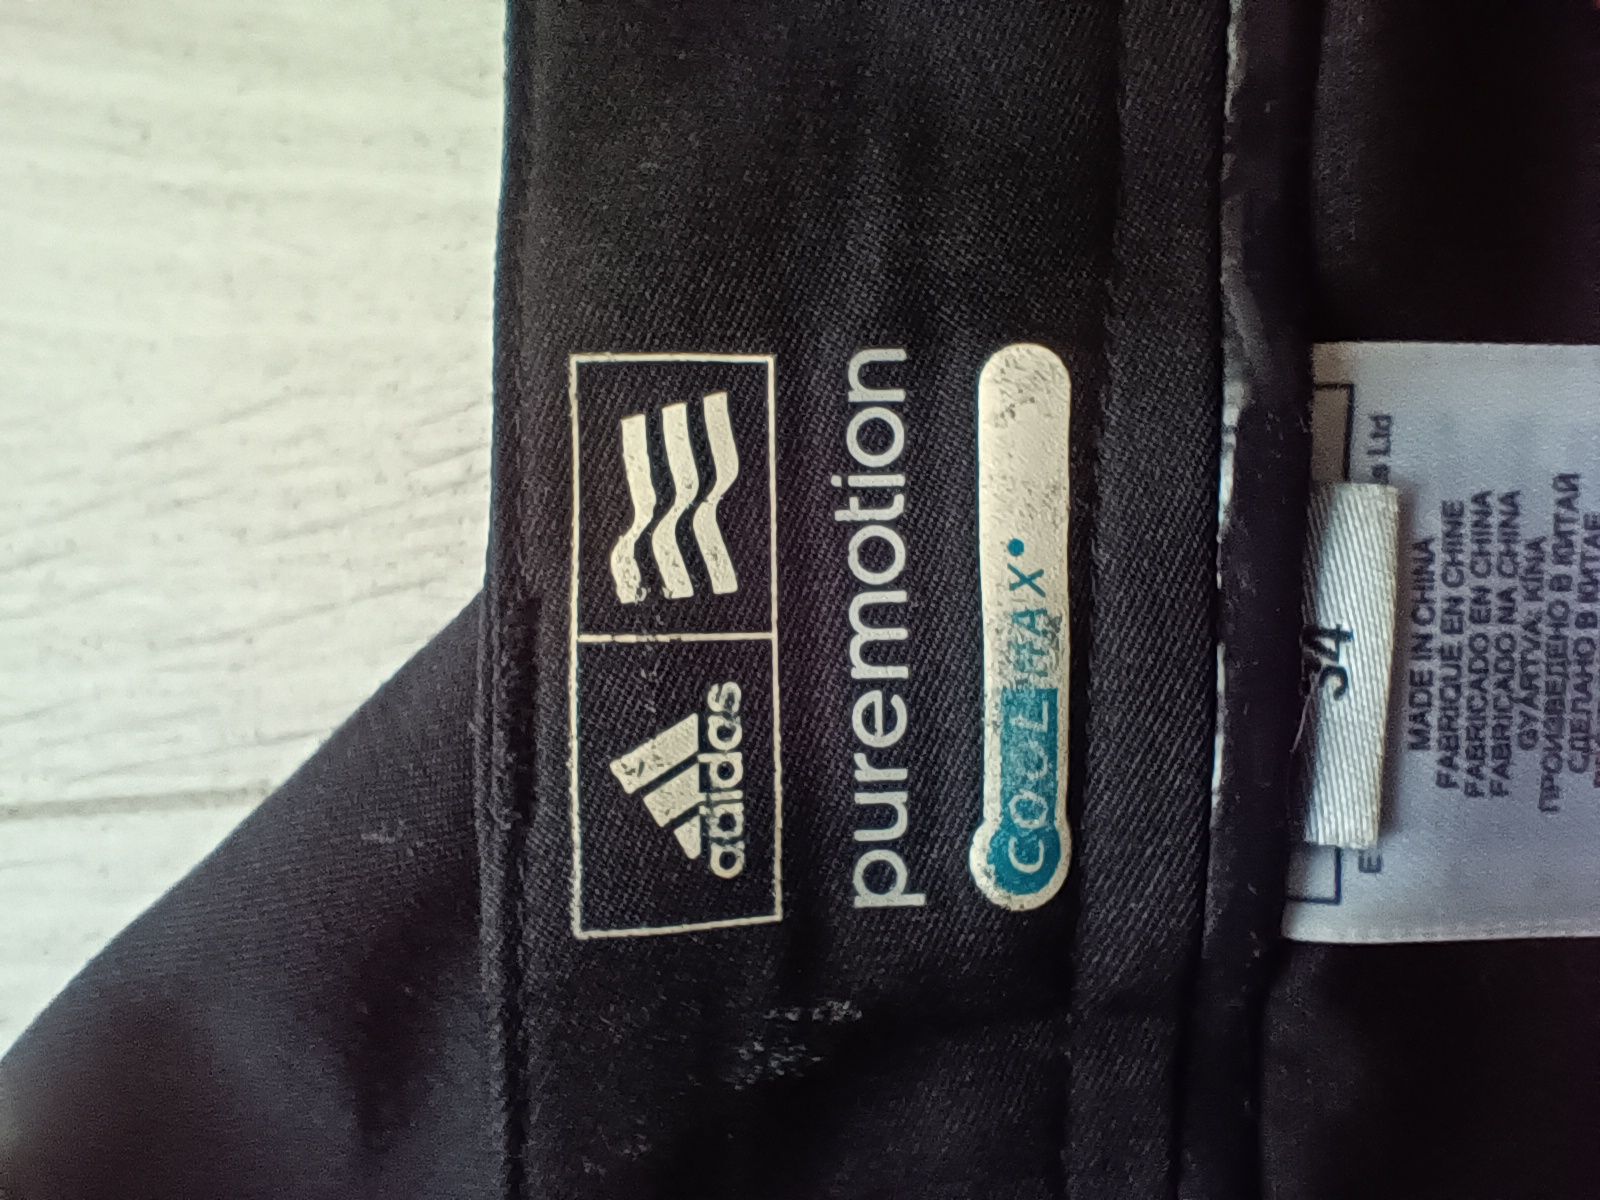 adidas
puremotion
COOLMAX
34
s Ltd
MADE IN CHINA
FABRIQUE EN CHINE
FABRICADO EN CHINA
FABRICADO NA CHINA
GYÁRTVA: KÍNA
ПРОИЗВЕДЕНО В КИТАЙ
СДЕЛАНО В КИТАЕ